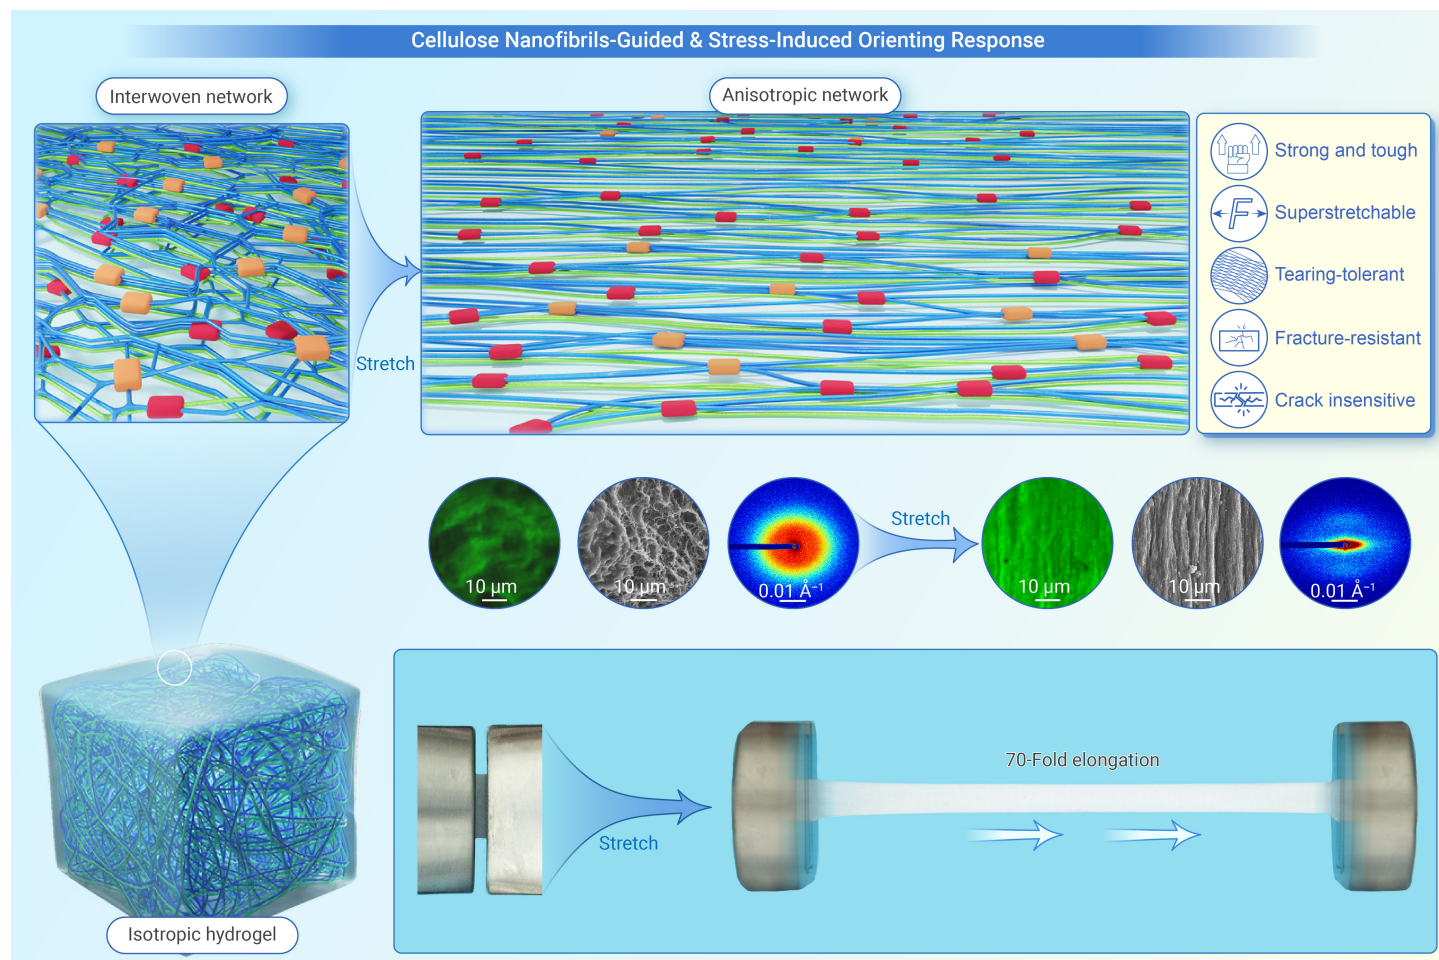 Cellulose Nanofibrils-Guided & Stress-Induced Orienting Response
Interwoven network
Anisotropic network
Stretch
Strong and tough
F
Superstretchable
Tearing-tolerant
Fracture-resistant
Crack insensitive
10 μm
10 μm
0.01 Å⁻¹
Stretch
10 μm
10 μm
0.01 Å⁻¹
Isotropic hydrogel
Stretch
70-Fold elongation